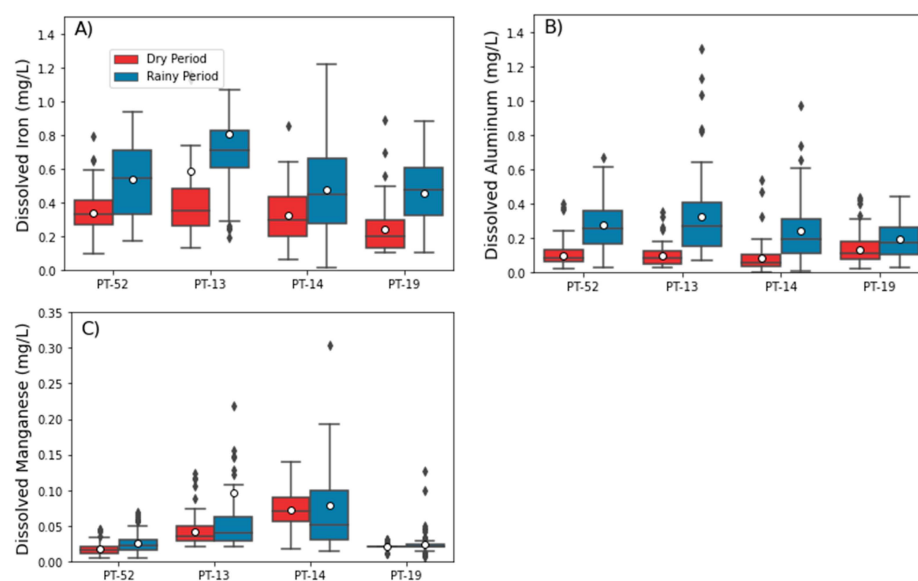 A)
Dry Period
Rainy Period
Dissolved Iron (mg/L)
1.4
1.2
1.0
0.8
0.6
0.4
0.2
0.0
PT-52 PT-13 PT-14 PT-19
B)
Dissolved Aluminum (mg/L)
1.4
1.2
1.0
0.8
0.6
0.4
0.2
0.0
PT-52 PT-13 PT-14 PT-19
C)
Dissolved Manganese (mg/L)
0.35
0.30
0.25
0.20
0.15
0.10
0.05
0.00
PT-52 PT-13 PT-14 PT-19